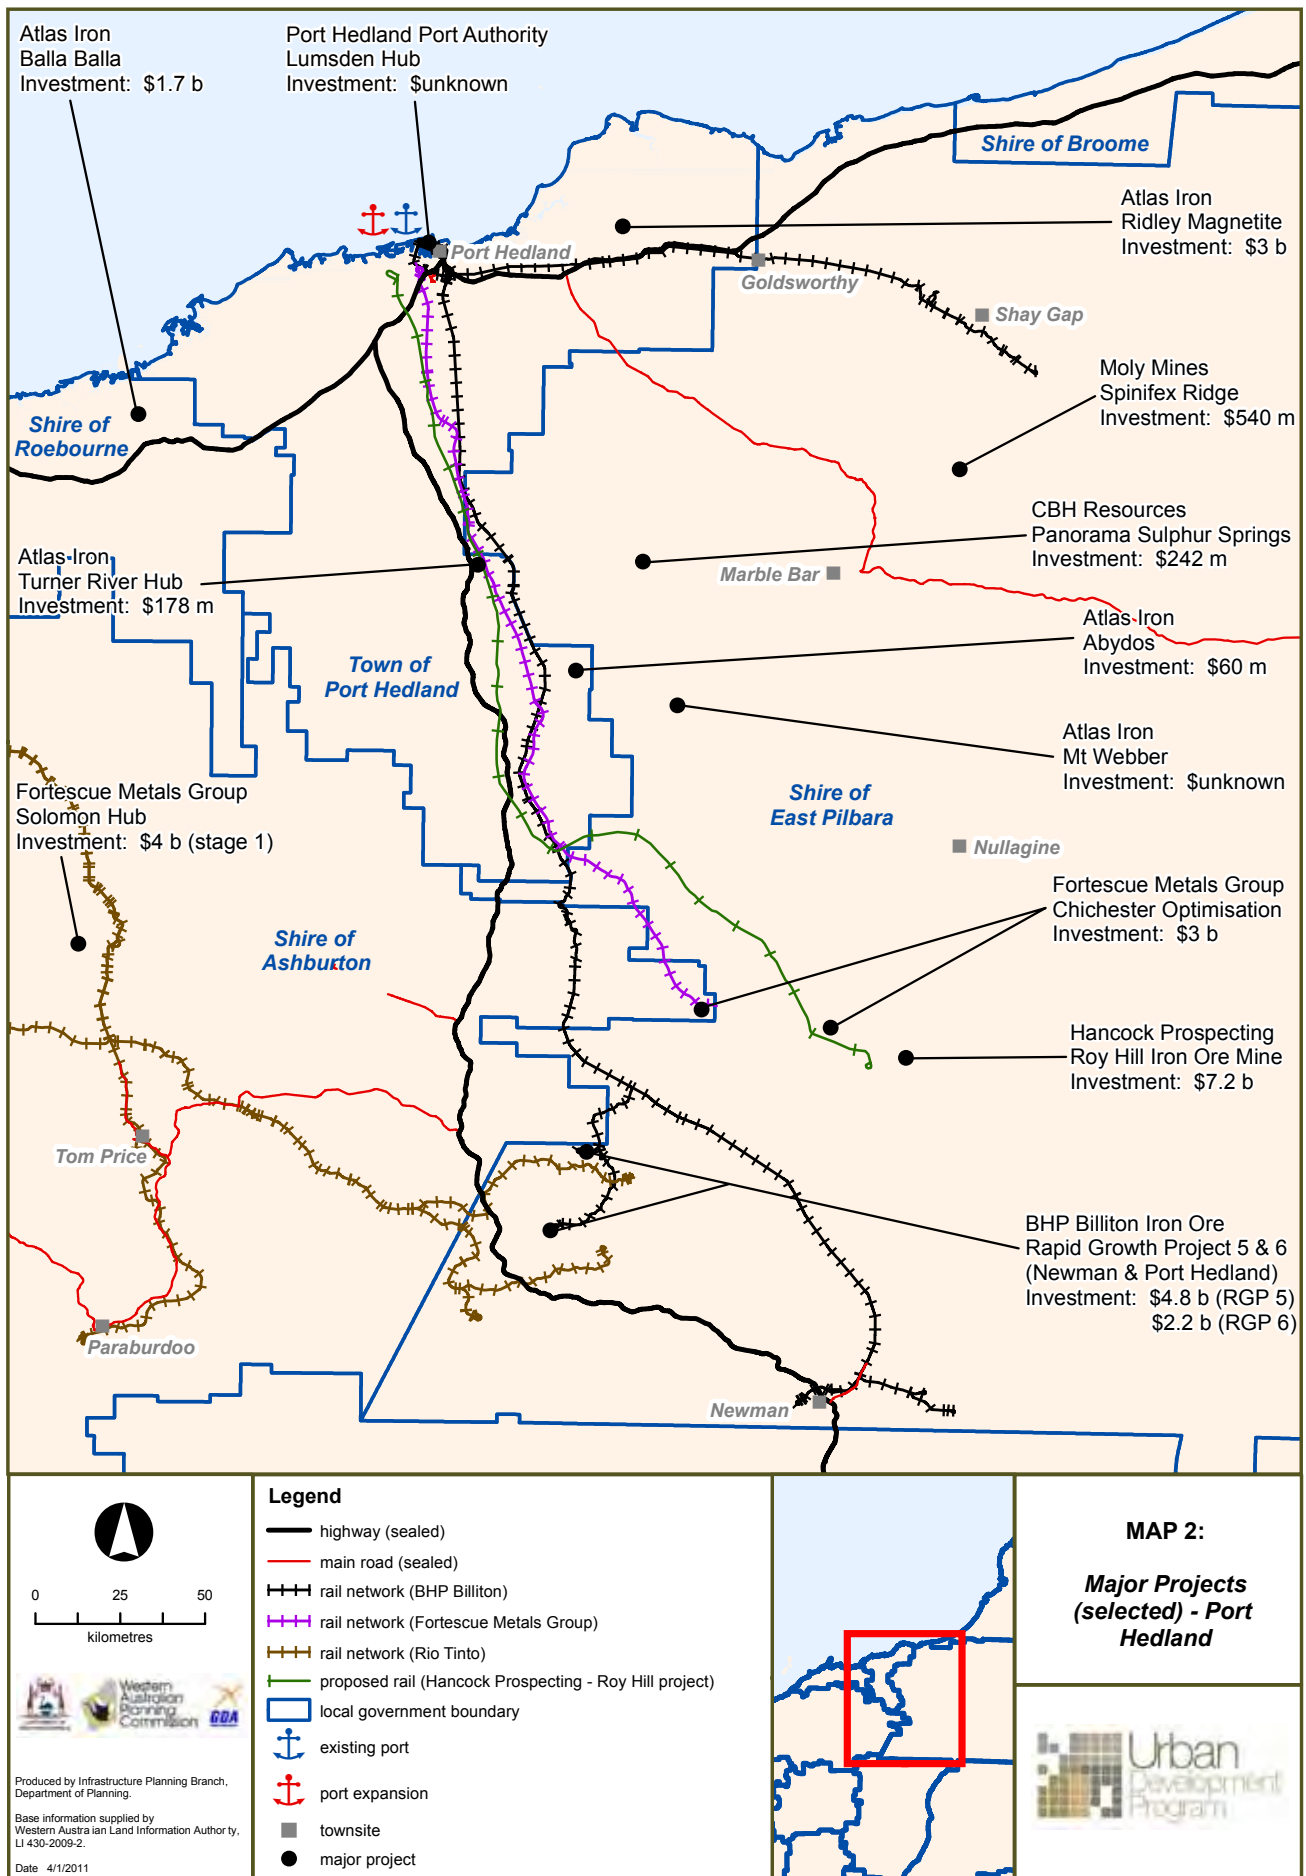 Atlas Iron
Balla Balla
Investment: $1.7 b
Port Hedland Port Authority
Lumsden Hub
Investment: $unknown
Shire of Broome
Atlas Iron
Ridley Magnetite
Investment: $3 b
Port Hedland
Goldsworthy
Shay Gap
Moly Mines
Spinifex Ridge
Investment: $540 m
Shire of
Roebourne
CBH Resources
Panorama Sulphur Springs
Investment: $242 m
Atlas Iron
Turner River Hub
Investment: $178 m
Marble Bar
Atlas Iron
Abydos
Investment: $60 m
Town of
Port Hedland
Atlas Iron
Mt Webber
Investment: $unknown
Fortescue Metals Group
Solomon Hub
Investment: $4 b (stage 1)
Shire of
East Pilbara
Nullagine
Fortescue Metals Group
Chichester Optimisation
Investment: $3 b
Shire of
Ashburton
Hancock Prospecting
Roy Hill Iron Ore Mine
Investment: $7.2 b
Tom Price
BHP Billiton Iron Ore
Rapid Growth Project 5 & 6
(Newman & Port Hedland)
Investment: $4.8 b (RGP 5)
$2.2 b (RGP 6)
Paraburdoo
Newman
0 25 50
kilometres
Western
Australian
Planning
Commission
GDA
Produced by Infrastructure Planning Branch,
Department of Planning.
Base information supplied by
Western Austra ian Land Information Author ty,
LI 430-2009-2.
Date 4/1/2011
Legend
highway (sealed)
main road (sealed)
rail network (BHP Billiton)
rail network (Fortescue Metals Group)
rail network (Rio Tinto)
proposed rail (Hancock Prospecting - Roy Hill project)
local government boundary
existing port
port expansion
townsite
major project
MAP 2:
Major Projects
(selected) - Port
Hedland
Urban
Development
Program